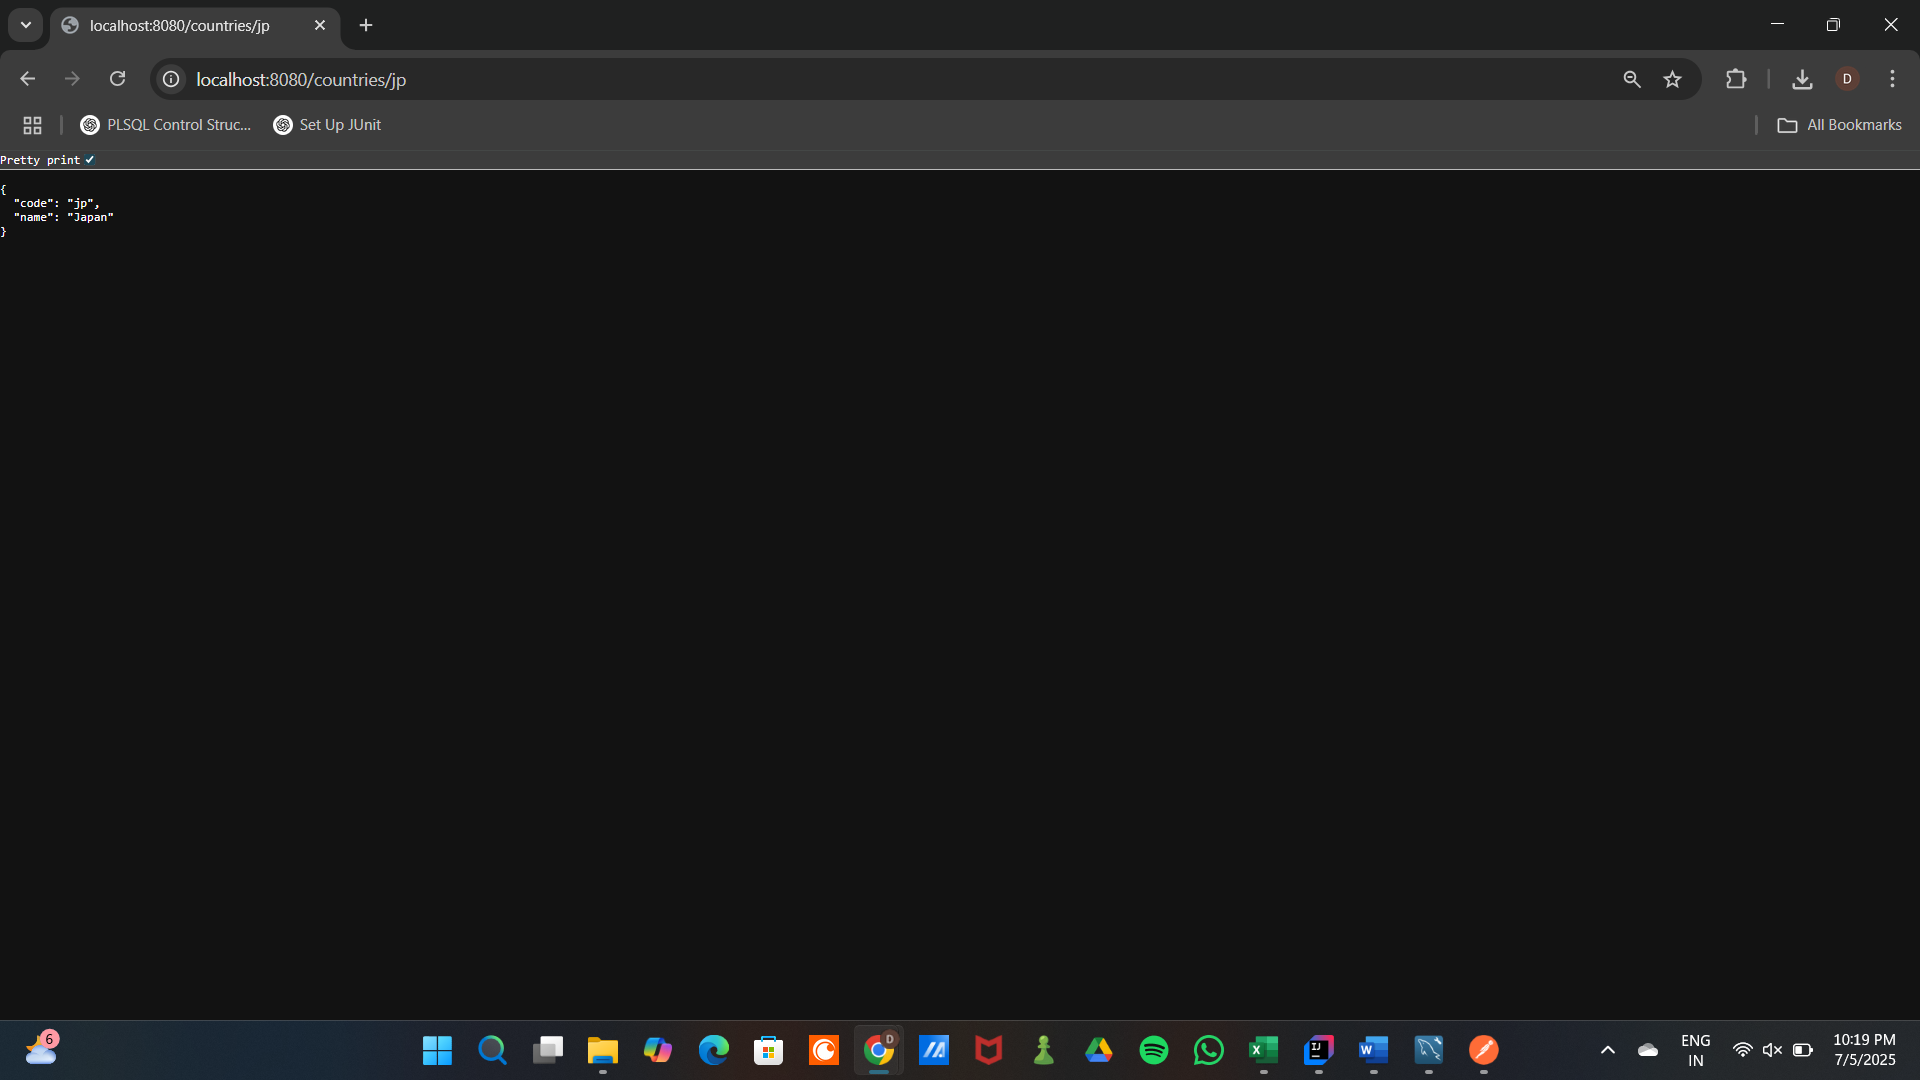 localhost:8080/countries/jp
localhost:8080/countries/jp
D
PLSQL Control Struc...
Set Up JUnit
All Bookmarks
Pretty print
{
  "code": "jp",
  "name": "Japan"
}
6
D
IJ
X
W
ENG
IN
10:19 PM
7/5/2025